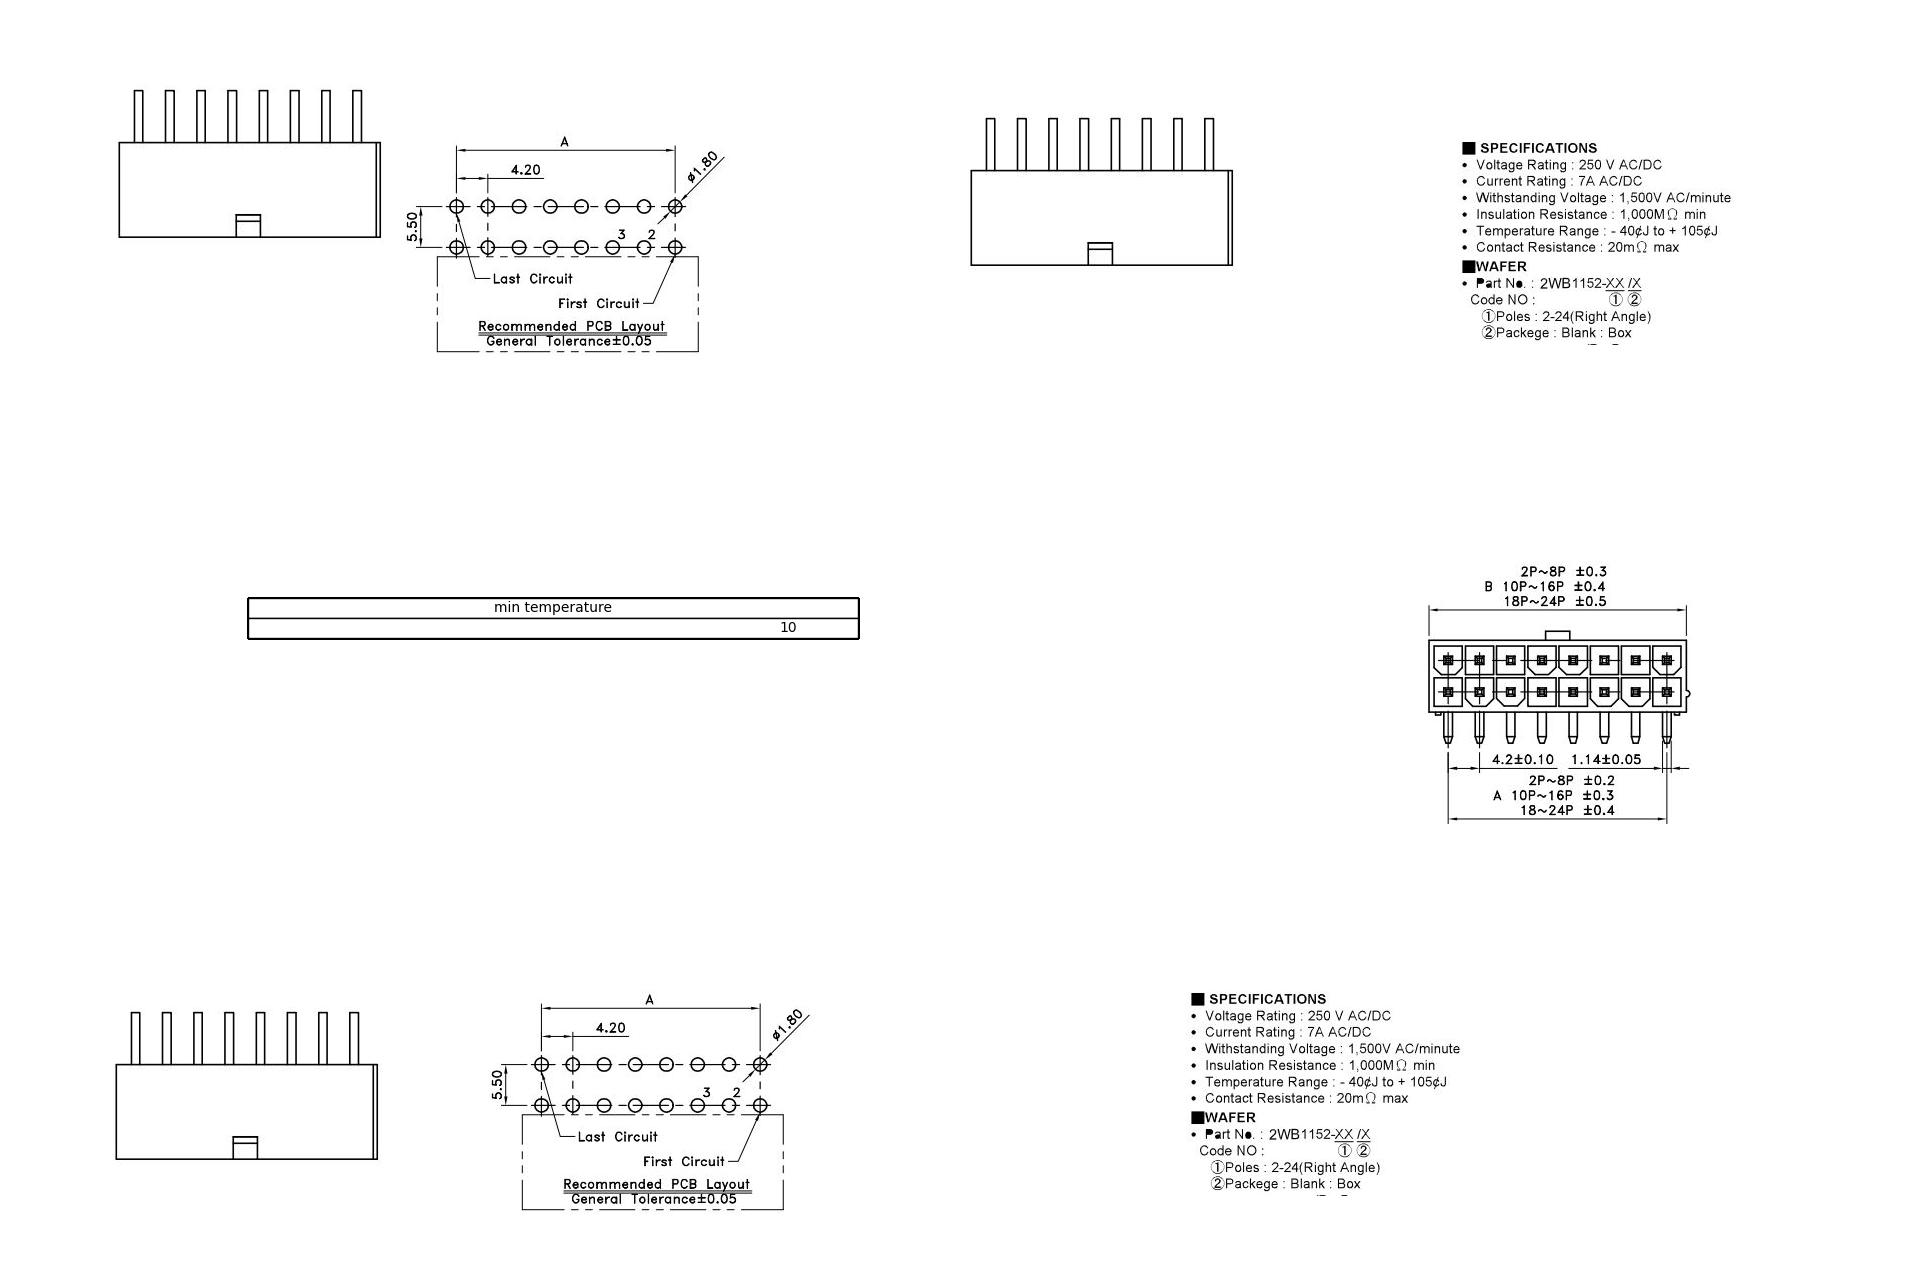 A
4.20
ø1.80
5.50
3 2
Last Circuit
First Circuit
Recommended PCB Layout
General Tolerance±0.05
■ SPECIFICATIONS
• Voltage Rating : 250 V AC/DC
• Current Rating : 7A AC/DC
• Withstanding Voltage : 1,500V AC/minute
• Insulation Resistance : 1,000MΩ min
• Temperature Range : - 40¢J to + 105¢J
• Contact Resistance : 20mΩ max
■WAFER
• Part No. : 2WB1152-XX /X
Code NO : ① ②
①Poles : 2-24(Right Angle)
②Packege : Blank : Box
min temperature
10
2P~8P ±0.3
B 10P~16P ±0.4
18P~24P ±0.5
4.2±0.10 1.14±0.05
2P~8P ±0.2
A 10P~16P ±0.3
18~24P ±0.4
A
4.20
ø1.80
5.50
3 2
Last Circuit
First Circuit
Recommended PCB Layout
General Tolerance±0.05
■ SPECIFICATIONS
• Voltage Rating : 250 V AC/DC
• Current Rating : 7A AC/DC
• Withstanding Voltage : 1,500V AC/minute
• Insulation Resistance : 1,000MΩ min
• Temperature Range : - 40¢J to + 105¢J
• Contact Resistance : 20mΩ max
■WAFER
• Part No. : 2WB1152-XX /X
Code NO : ① ②
①Poles : 2-24(Right Angle)
②Packege : Blank : Box